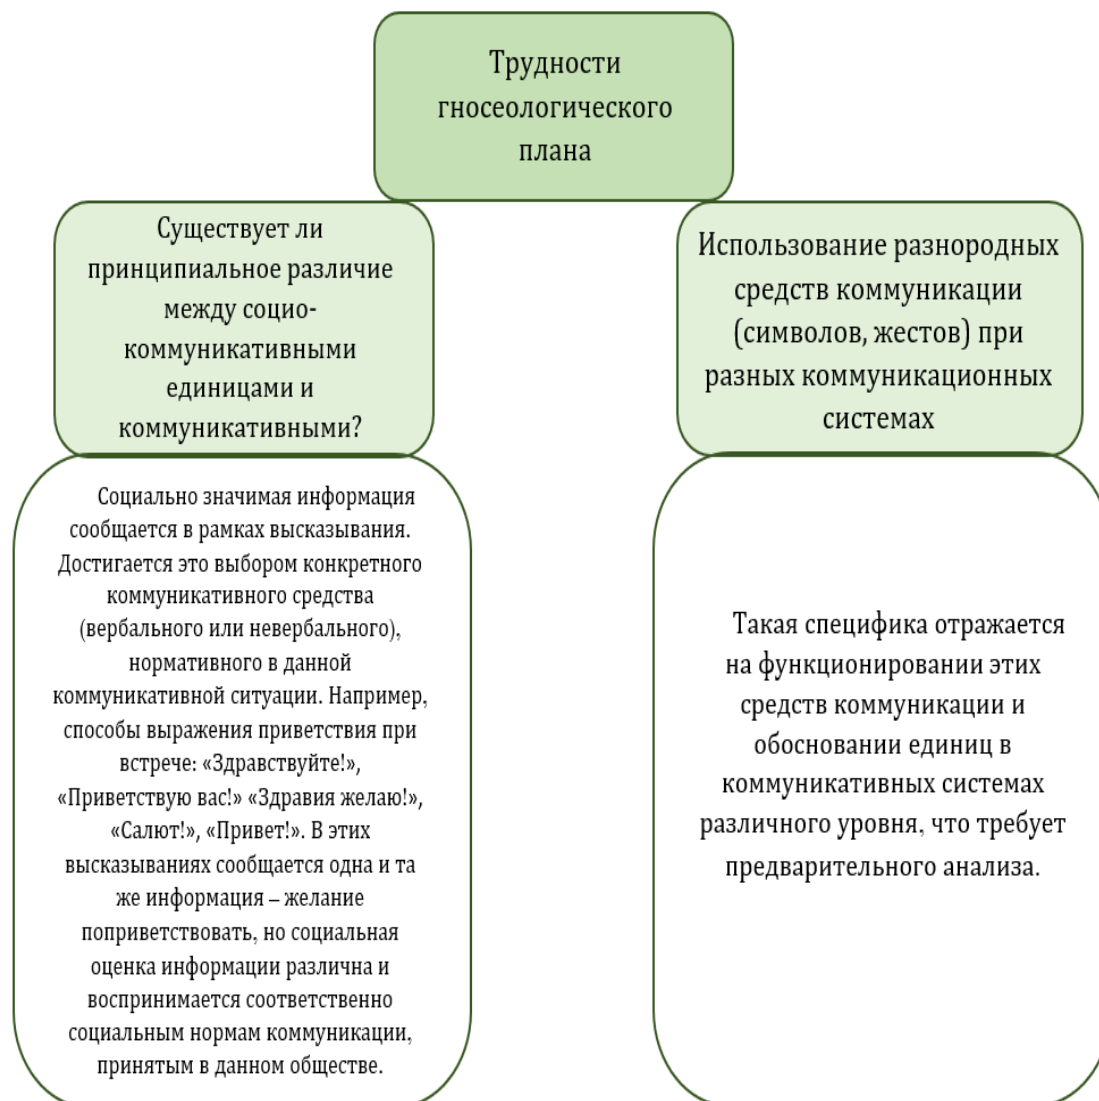 Трудности
гносеологического
плана
Существует ли
принципиальное различие
между социо-
коммуникативными
единицами и
коммуникативными?
Социально значимая информация
сообщается в рамках высказывания.
Достигается это выбором конкретного
коммуникативного средства
(вербального или невербального),
нормативного в данной
коммуникативной ситуации. Например,
способы выражения приветствия при
встрече: «Здравствуйте!»,
«Приветствую вас!» «Здравия желаю!»,
«Салют!», «Привет!». В этих
высказываниях сообщается одна и та
же информация – желание
поприветствовать, но социальная
оценка информации различна и
воспринимается соответственно
социальным нормам коммуникации,
принятым в данном обществе.
Использование разнородных
средств коммуникации
(символов, жестов) при
разных коммуникационных
системах
Такая специфика отражается
на функционировании этих
средств коммуникации и
обосновании единиц в
коммуникативных системах
различного уровня, что требует
предварительного анализа.